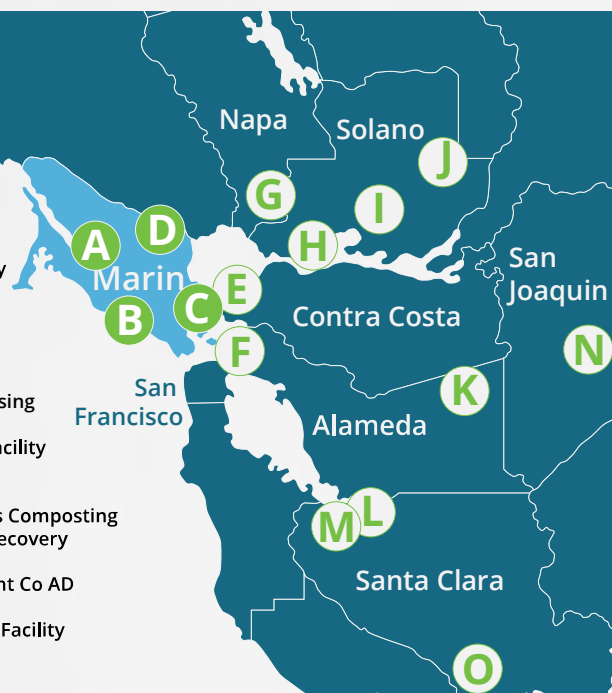 Napa
Solano
J
G
I
D
A
H
San
Joaquin
Marin
E
C
B
Contra Costa
F
N
K
San
Francisco
Alameda
sing
cility
L
M
s Composting
ecovery
nt Co AD
Santa Clara
Facility
O